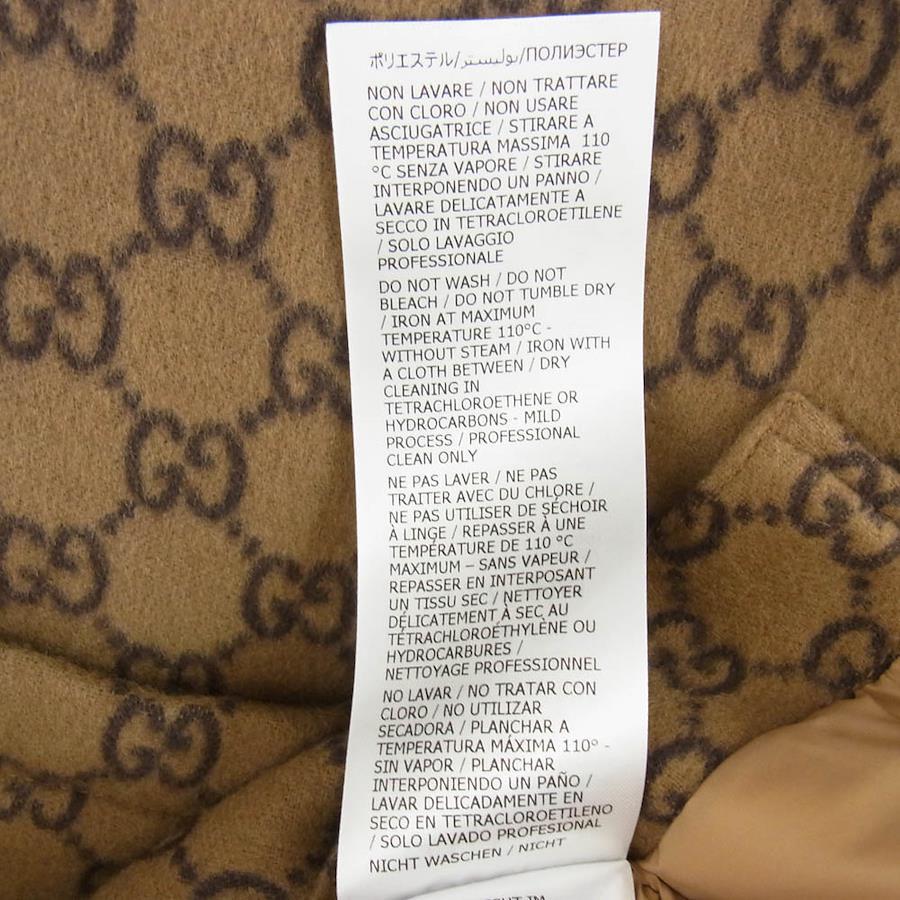 ポリエステル/بوليستر/ПОЛИЭСТЕР
NON LAVARE / NON TRATTARE
CON CLORO / NON USARE
ASCIUGATRICE / STIRARE A
TEMPERATURA MASSIMA 110
°C SENZA VAPORE / STIRARE
INTERPONENDO UN PANNO /
LAVARE DELICATAMENTE A
SECCO IN TETRACLOROETILENE
/ SOLO LAVAGGIO
PROFESSIONALE
DO NOT WASH / DO NOT
BLEACH / DO NOT TUMBLE DRY
/ IRON AT MAXIMUM
TEMPERATURE 110°C -
WITHOUT STEAM / IRON WITH
A CLOTH BETWEEN / DRY
CLEANING IN
TETRACHLOROETHENE OR
HYDROCARBONS - MILD
PROCESS / PROFESSIONAL
CLEAN ONLY
NE PAS LAVER / NE PAS
TRAITER AVEC DU CHLORE /
NE PAS UTILISER DE SÉCHOIR
À LINGE / REPASSER À UNE
TEMPÉRATURE DE 110 °C
MAXIMUM – SANS VAPEUR /
REPASSER EN INTERPOSANT
UN TISSU SEC / NETTOYER
DÉLICATEMENT À SEC AU
TÉTRACHLOROÉTHYLÈNE OU
HYDROCARBURES /
NETTOYAGE PROFESSIONNEL
NO LAVAR / NO TRATAR CON
CLORO / NO UTILIZAR
SECADORA / PLANCHAR A
TEMPERATURA MÁXIMA 110° -
SIN VAPOR / PLANCHAR
INTERPONIENDO UN PAÑO /
LAVAR DELICADAMENTE EN
SECO EN TETRACLOROETILENO
/ SOLO LAVADO PROFESIONAL
NICHT WASCHEN / NICHT